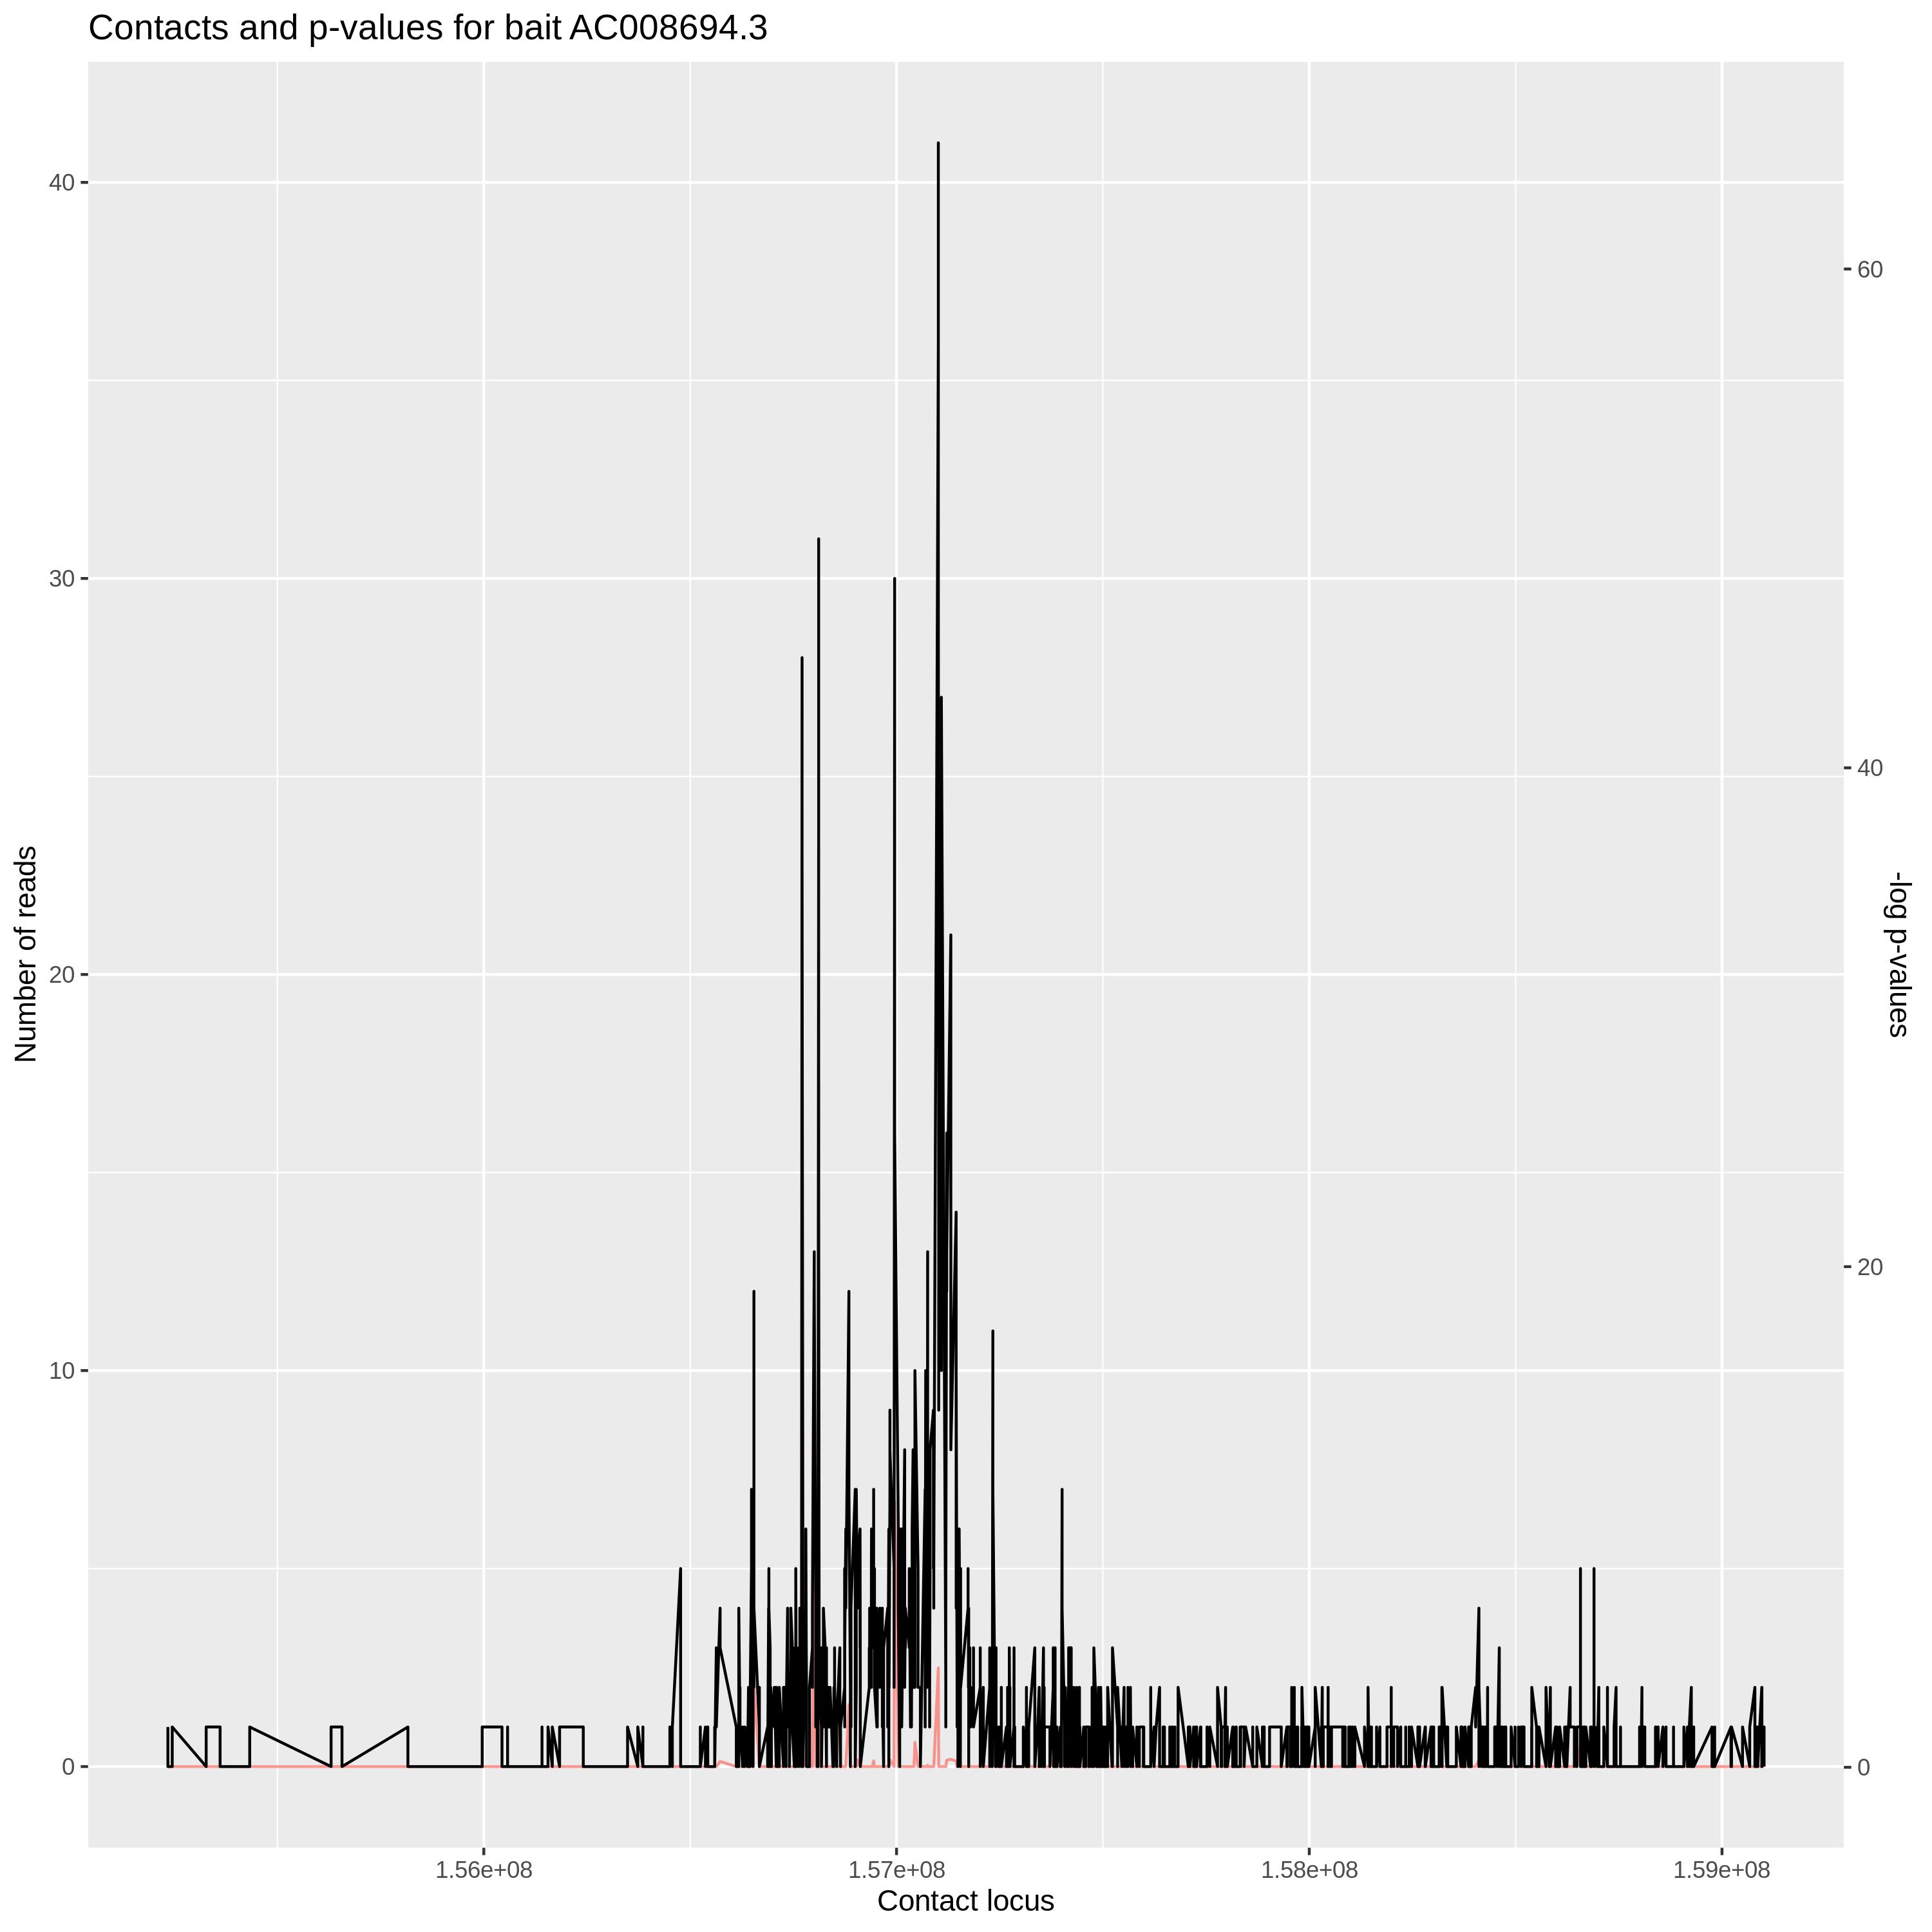 Contacts and p-values for bait AC008694.3
40
30
20
10
0
Number of reads
60
40
20
0
-log p-values
1.56e+08
1.57e+08
1.58e+08
1.59e+08
Contact locus